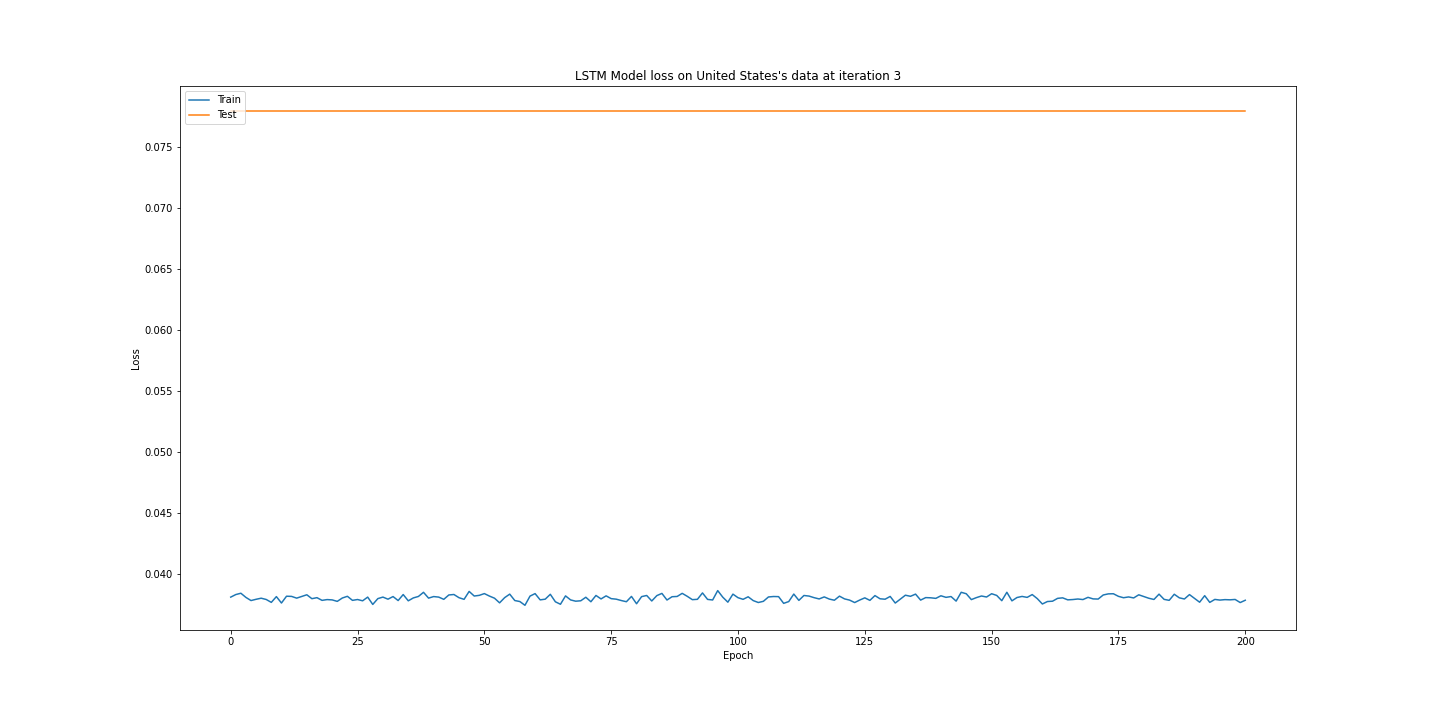 LSTM Model loss on United States's data at iteration 3
Train
Test
0.075
0.070
0.065
0.060
0.055
0.050
0.045
0.040
Loss
0 25 50 75 100 125 150 175 200
Epoch